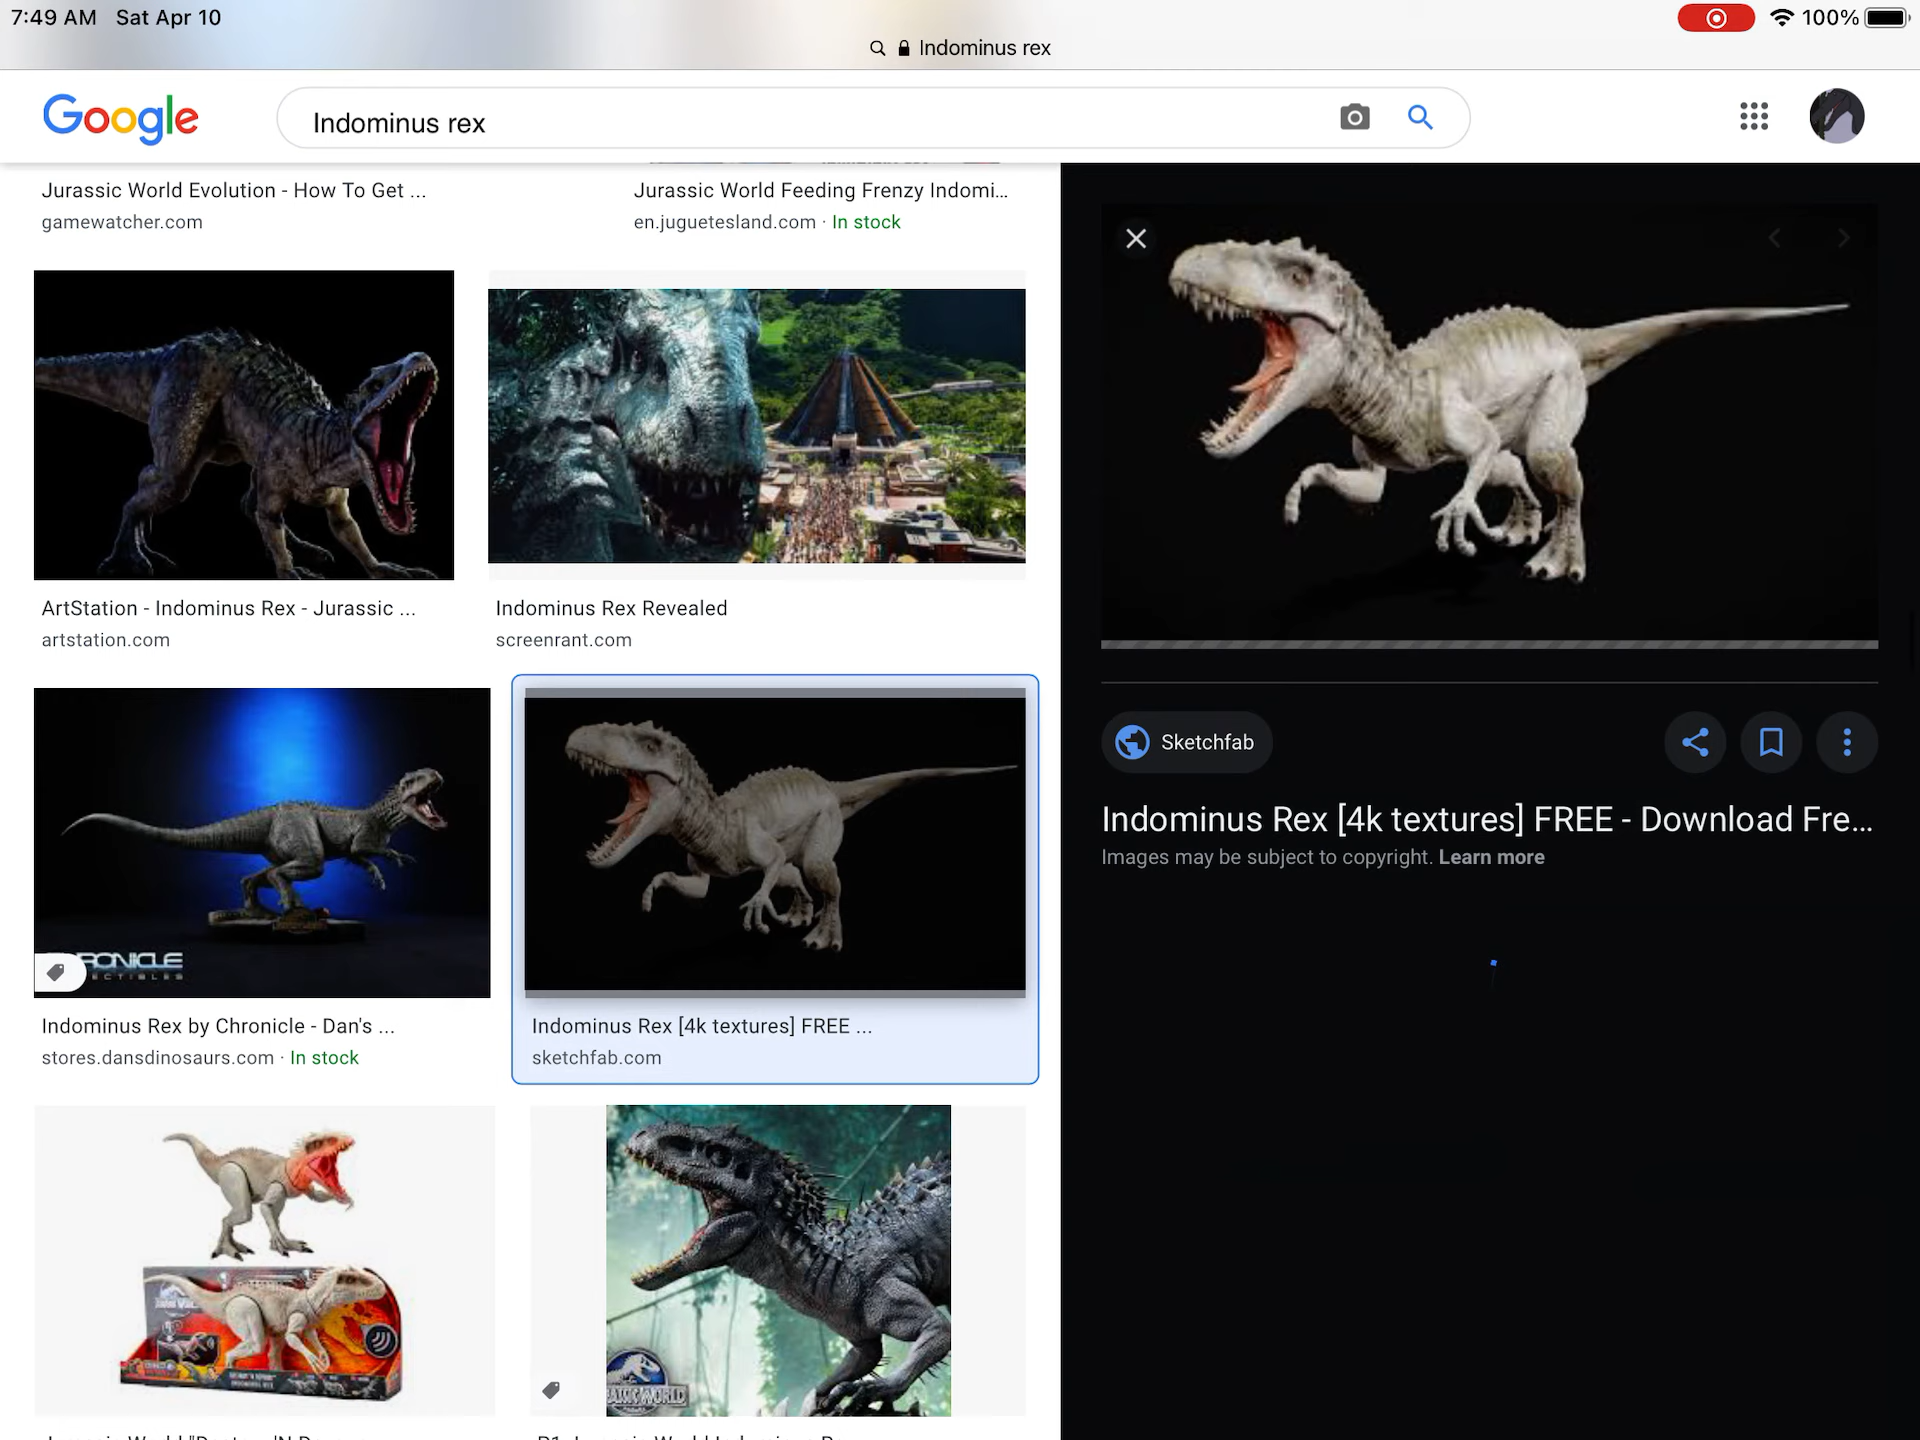 7:49 AM Sat Apr 10
100%
Indominus rex
Google
Indominus rex
Jurassic World Evolution - How To Get ...
gamewatcher.com
Jurassic World Feeding Frenzy Indomi...
en.juguetesland.com · In stock
ArtStation - Indominus Rex - Jurassic ...
artstation.com
Indominus Rex Revealed
screenrant.com
Indominus Rex by Chronicle - Dan's ...
stores.dansdinosaurs.com · In stock
Indominus Rex [4k textures] FREE ...
sketchfab.com
Sketchfab
Indominus Rex [4k textures] FREE - Download Fre...
Images may be subject to copyright. Learn more